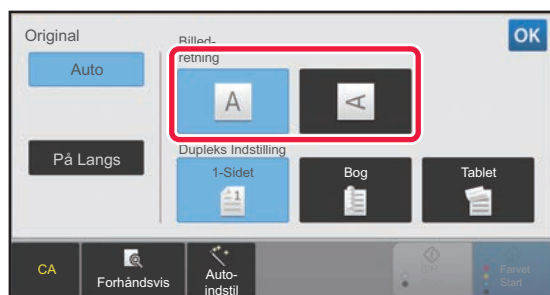 Original
Billed-
retning
OK
Auto
A
A
På Langs
Dupleks Indstilling
1-Sidet
Bog
Tablet
1
CA
Forhåndsvis
Auto-
indstil
Farvet
Start